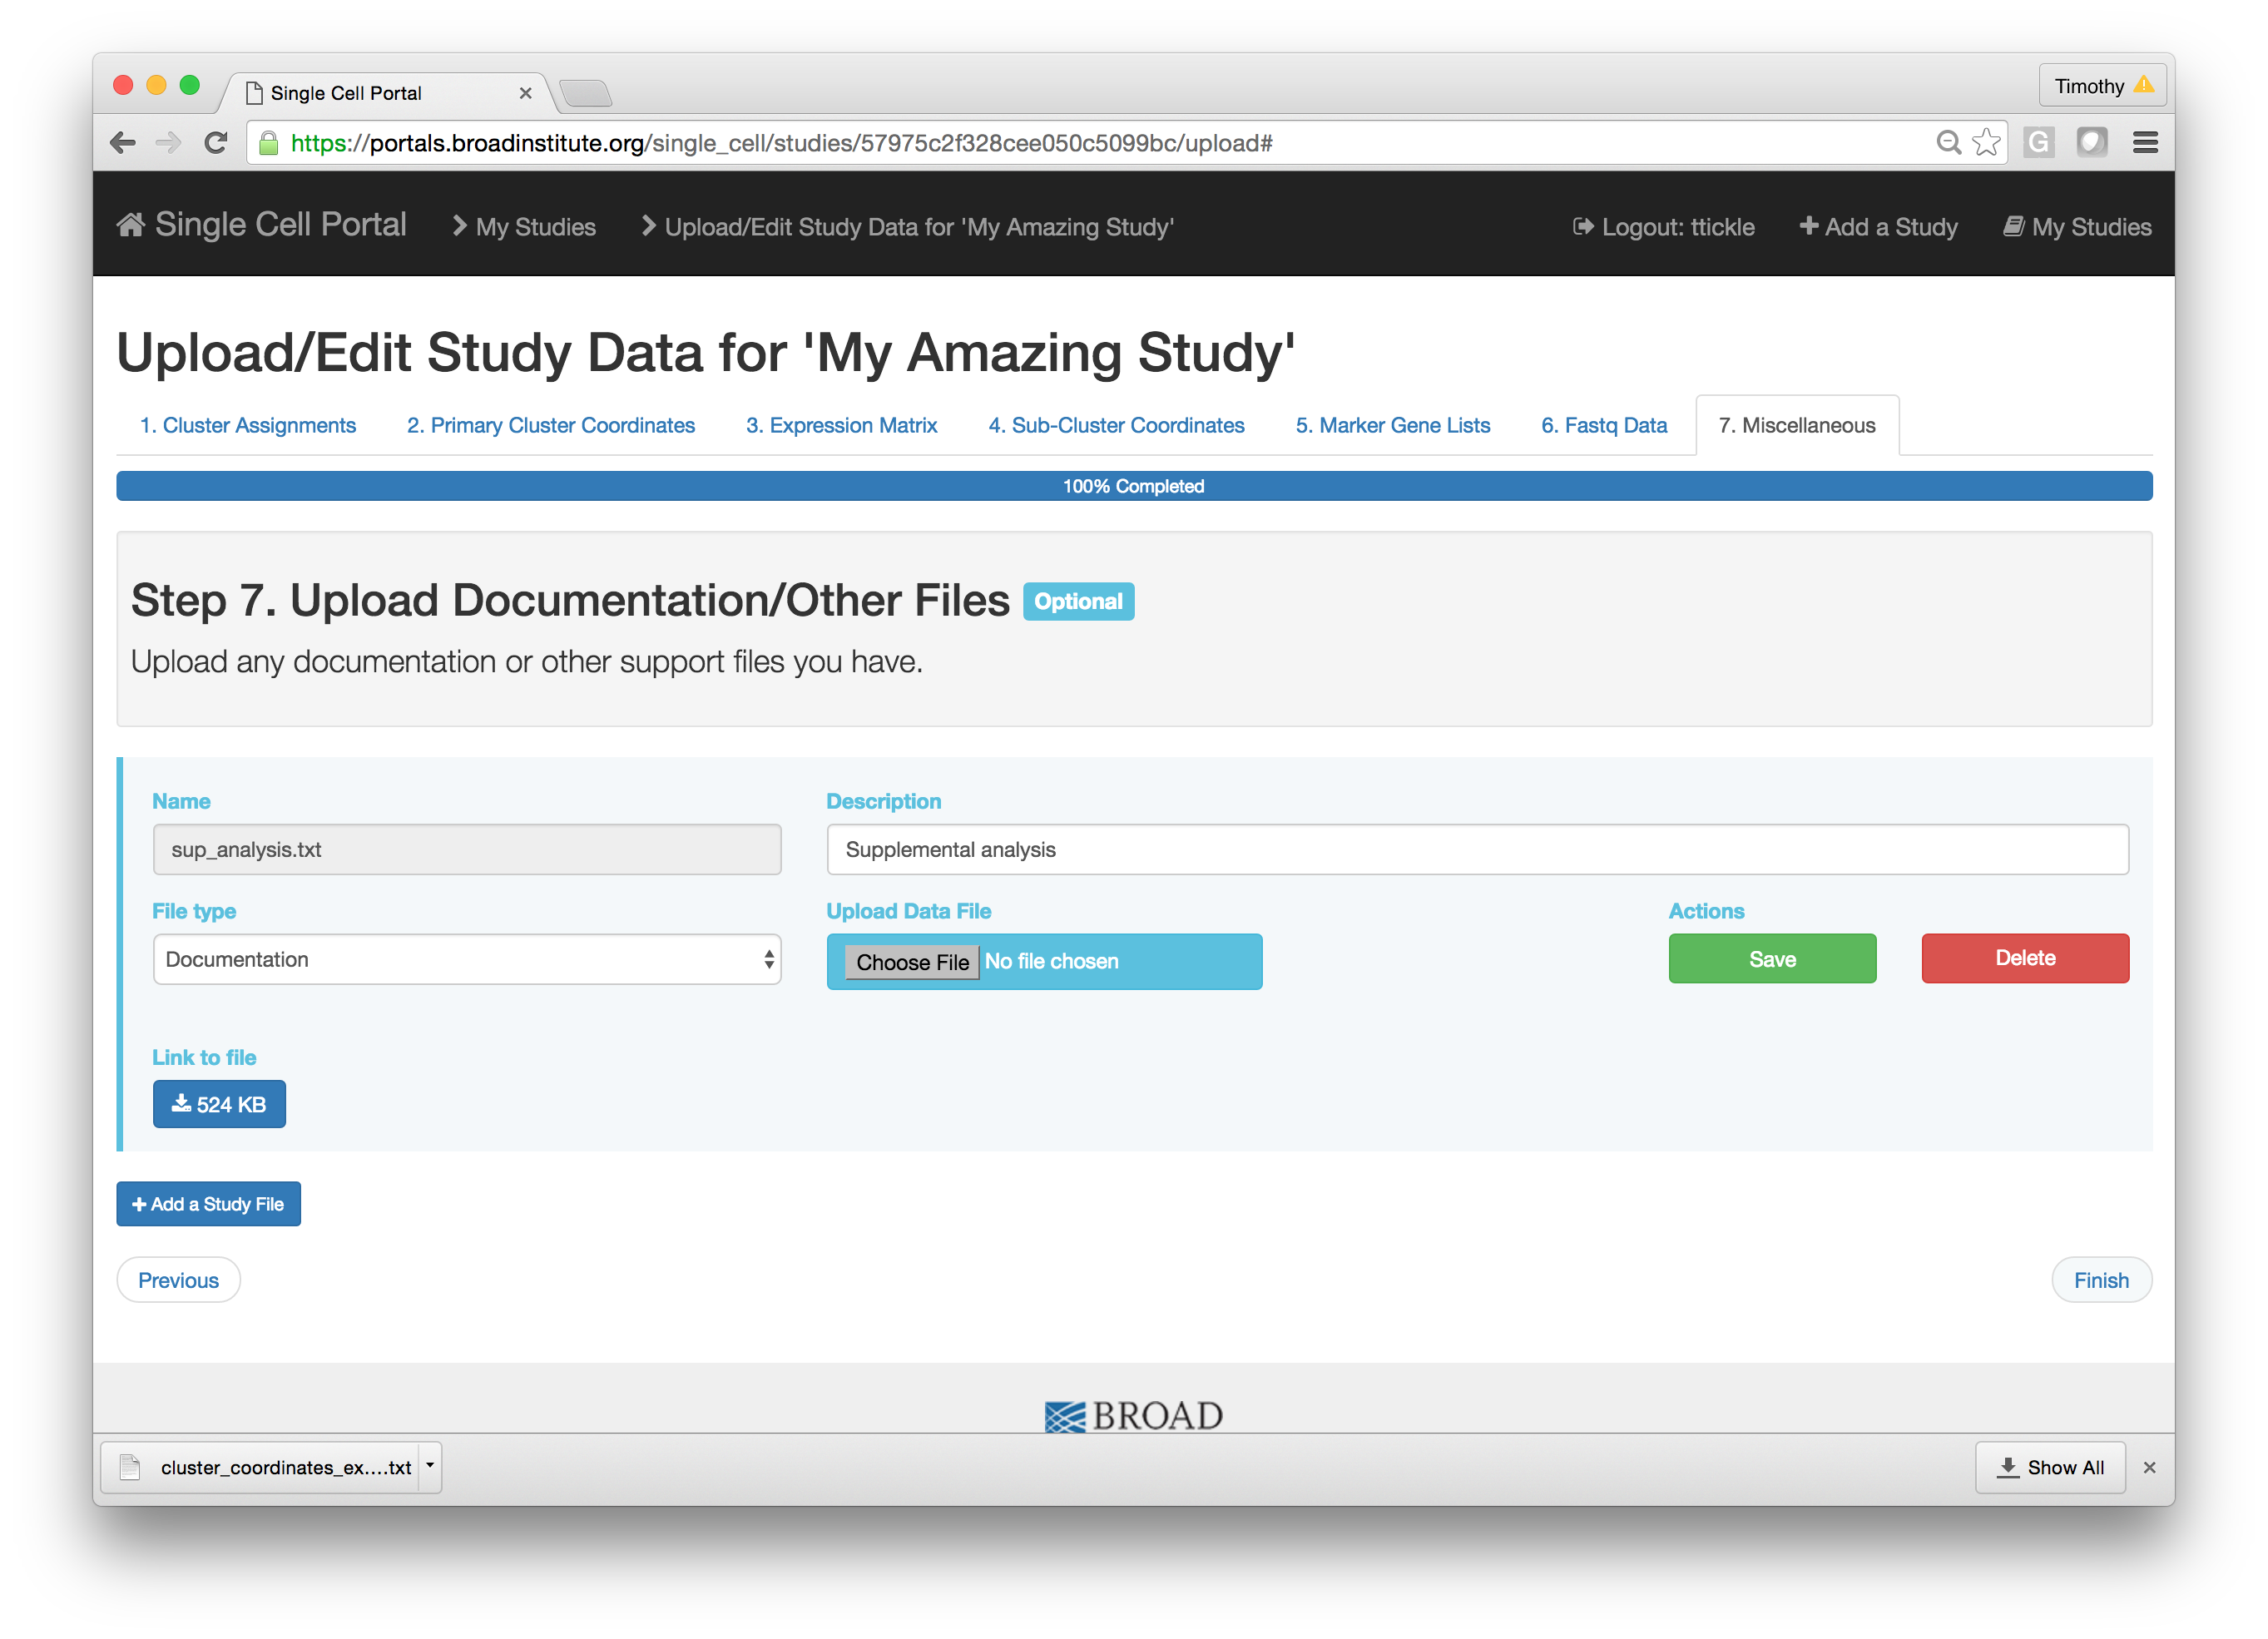 Single Cell Portal
Timothy
https://portals.broadinstitute.org/single_cell/studies/57975c2f328cee050c5099bc/upload#
Single Cell Portal My Studies Upload/Edit Study Data for 'My Amazing Study' Logout: ttickle Add a Study My Studies
Upload/Edit Study Data for 'My Amazing Study'
1. Cluster Assignments 2. Primary Cluster Coordinates 3. Expression Matrix 4. Sub-Cluster Coordinates 5. Marker Gene Lists 6. Fastq Data 7. Miscellaneous
100% Completed
Step 7. Upload Documentation/Other Files Optional
Upload any documentation or other support files you have.
Name Description
sup_analysis.txt Supplemental analysis
File type Upload Data File Actions
Documentation Choose File No file chosen Save Delete
Link to file
524 KB
+ Add a Study File
Previous Finish
BROAD
cluster_coordinates_ex....txt Show All